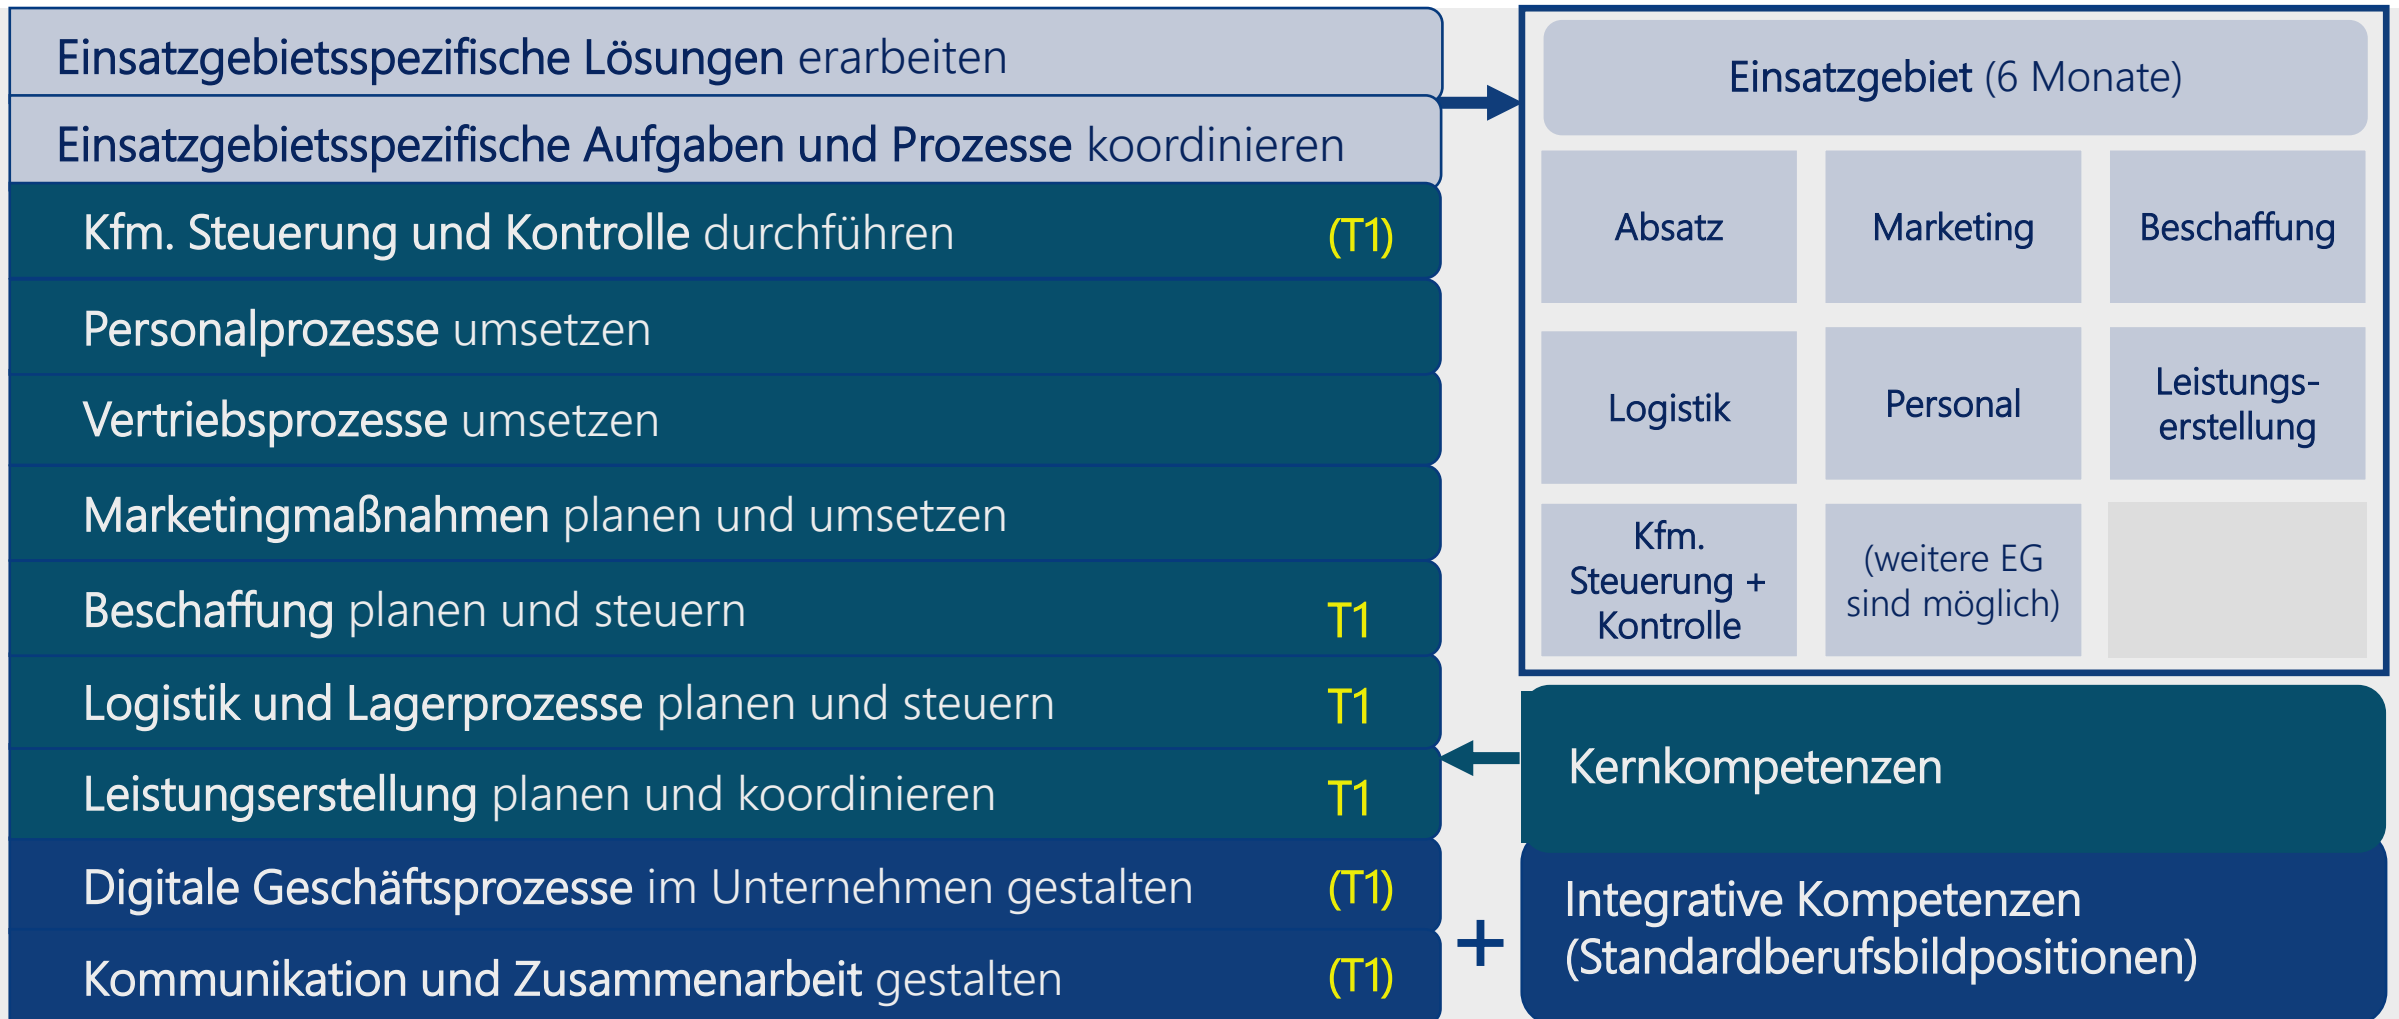 Einsatzgebietsspezifische Lösungen erarbeiten
Einsatzgebietsspezifische Aufgaben und Prozesse koordinieren
Kfm. Steuerung und Kontrolle durchführen (T1)
Personalprozesse umsetzen
Vertriebsprozesse umsetzen
Marketingmaßnahmen planen und umsetzen
Beschaffung planen und steuern T1
Logistik und Lagerprozesse planen und steuern T1
Leistungserstellung planen und koordinieren T1
Digitale Geschäftsprozesse im Unternehmen gestalten (T1)
Kommunikation und Zusammenarbeit gestalten (T1)
Einsatzgebiet (6 Monate)
Absatz
Marketing
Beschaffung
Logistik
Personal
Leistungs-
erstellung
Kfm.
Steuerung +
Kontrolle
(weitere EG
sind möglich)
Kernkompetenzen
+
Integrative Kompetenzen
(Standardberufsbildpositionen)